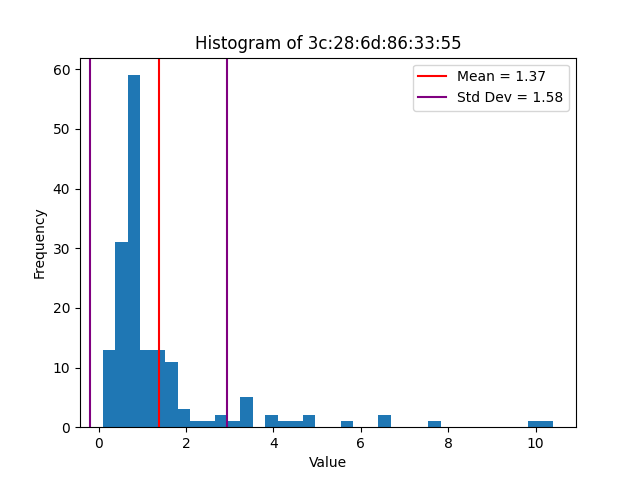 Histogram of 3c:28:6d:86:33:55
Mean = 1.37
Std Dev = 1.58
60
50
40
30
20
10
0
Frequency
0 2 4 6 8 10
Value